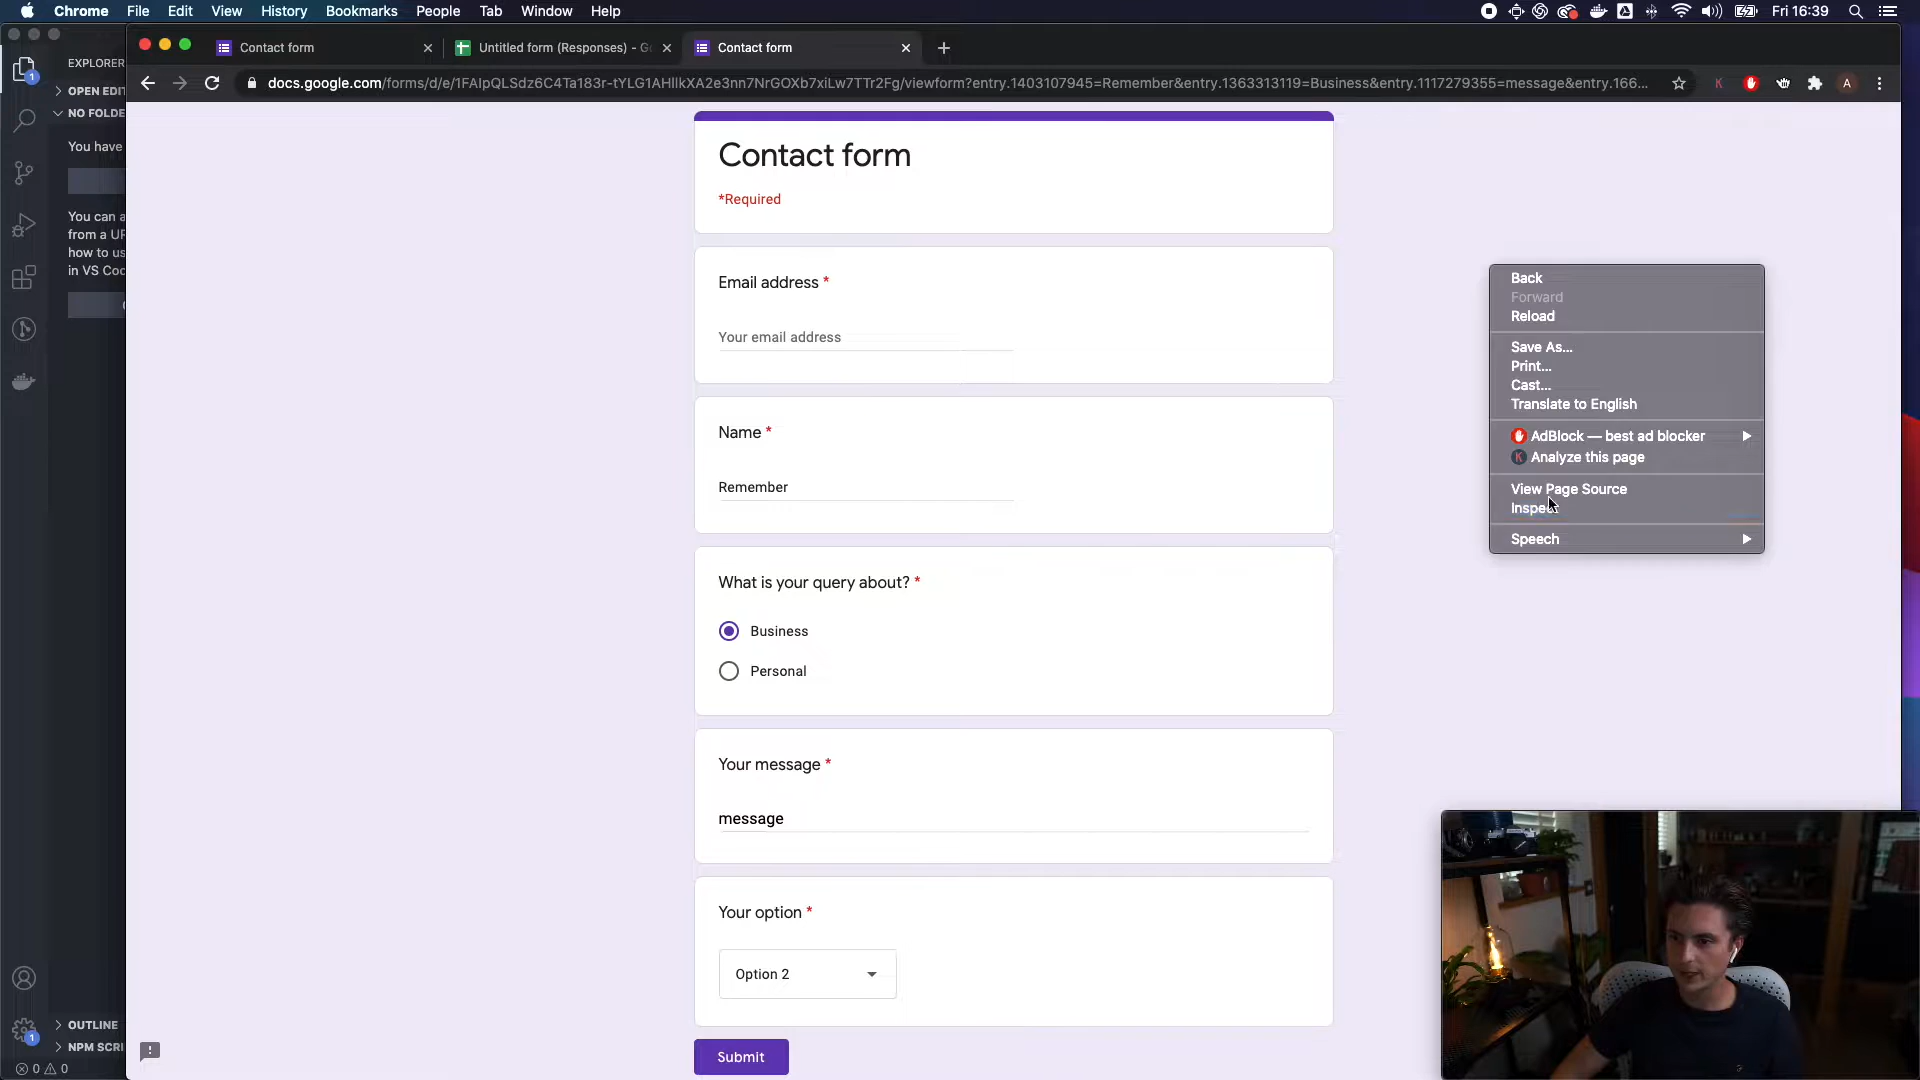 Chrome File Edit View History Bookmarks People Tab Window Help
Fri 16:39
Contact form
Untitled form (Responses) - G
Contact form
docs.google.com/forms/d/e/1FAIpQLSdz6C4Ta183r-tYLG1AHIlkXA2e3nn7NrGOXb7xiLw7TTr2Fg/viewform?entry.1403107945=Remember&entry.1363313119=Business&entry.1117279355=message&entry.166...
A
EXPLORER
OPEN EDIT
NO FOLDE
You have
You can a
from a UR
how to us
in VS Coc
OUTLINE
NPM SCRI
0 0
1
1
Contact form
*Required
Email address *
Your email address
Name *
Remember
What is your query about? *
Business
Personal
Your message *
message
Your option *
Option 2
Submit
Back
Forward
Reload
Save As...
Print...
Cast...
Translate to English
AdBlock — best ad blocker
Analyze this page
View Page Source
Inspect
Speech